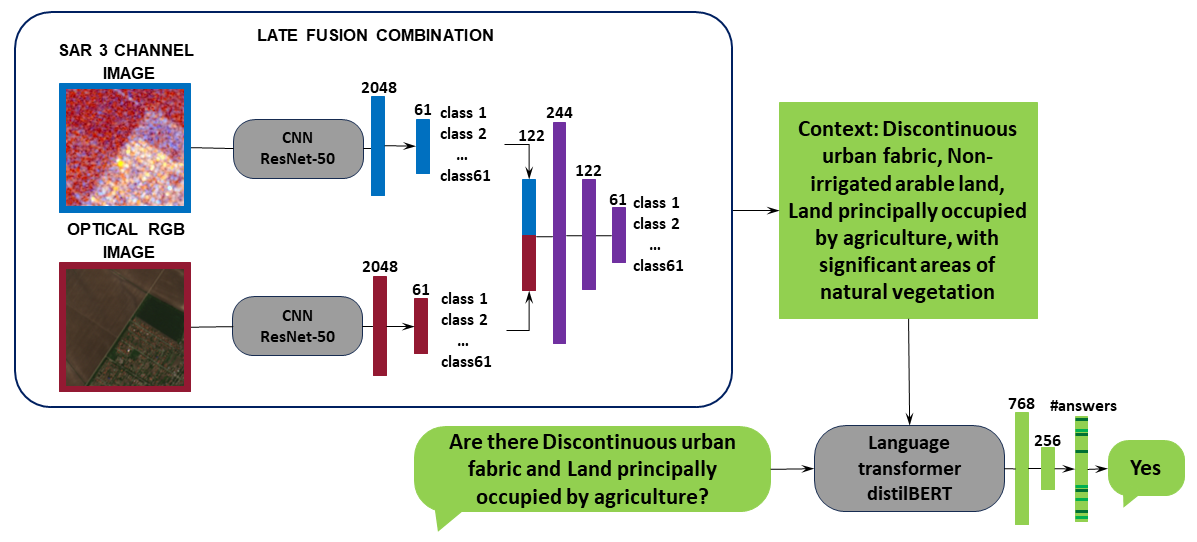 LATE FUSION COMBINATION
SAR 3 CHANNEL
IMAGE
CNN
ResNet-50
2048
61
class 1
class 2
...
class61
OPTICAL RGB
IMAGE
CNN
ResNet-50
2048
61
class 1
class 2
...
class61
122
244
122
61
class 1
class 2
...
class61
Context: Discontinuous
urban fabric, Non-
irrigated arable land,
Land principally occupied
by agriculture, with
significant areas of
natural vegetation
Are there Discontinuous urban
fabric and Land principally
occupied by agriculture?
Language
transformer
distilBERT
768
256
#answers
Yes